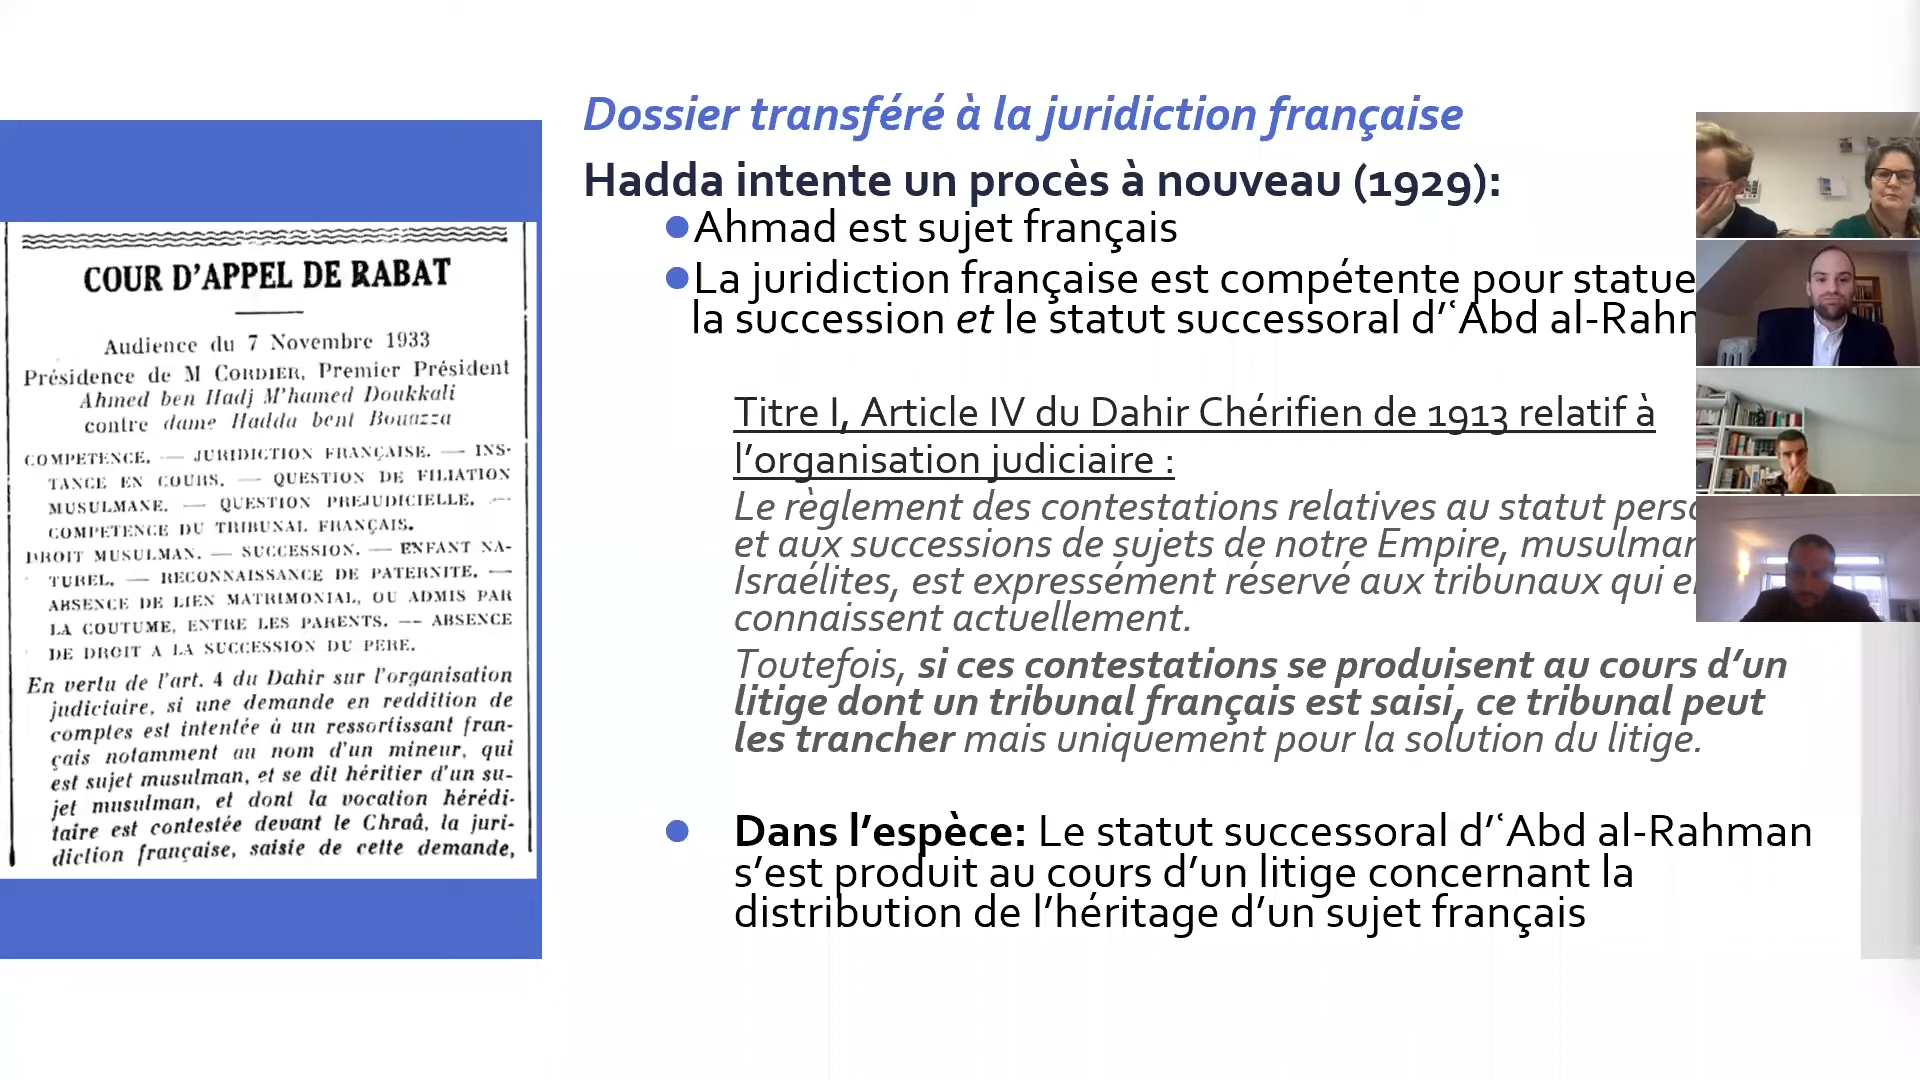 Dossier transféré à la juridiction française
Hadda intente un procès à nouveau (1929):
Ahmad est sujet français
La juridiction française est compétente pour statue
la succession et le statut successoral d’ʿAbd al-Rahm
Titre I, Article IV du Dahir Chérifien de 1913 relatif à
l’organisation judiciaire :
Le règlement des contestations relatives au statut perso
et aux successions de sujets de notre Empire, musulman
Israélites, est expressément réservé aux tribunaux qui en
connaissent actuellement.
Toutefois, si ces contestations se produisent au cours d’un
litige dont un tribunal français est saisi, ce tribunal peut
les trancher mais uniquement pour la solution du litige.
Dans l’espèce: Le statut successoral d’ʿAbd al-Rahman
s’est produit au cours d’un litige concernant la
distribution de l’héritage d’un sujet français
COUR D’APPEL DE RABAT
Audience du 7 Novembre 1933
Présidence de M CORDIER, Premier Président
Ahmed ben Hadj M’hamed Doukkali
contre dame Hadda bent Bouazza
COMPETENCE. — JURIDICTION FRANÇAISE. — INS-
TANCE EN COURS. — QUESTION DE FILIATION
MUSULMANE. — QUESTION PREJUDICIELLE. —
COMPETENCE DU TRIBUNAL FRANÇAIS.
DROIT MUSULMAN. — SUCCESSION. — ENFANT NA-
TUREL. — RECONNAISSANCE DE PATERNITE. —
ABSENCE DE LIEN MATRIMONIAL, OU ADMIS PAR
LA COUTUME, ENTRE LES PARENTS. — ABSENCE
DE DROIT A LA SUCCESSION DU PERE.
En vertu de l’art. 4 du Dahir sur l’organisation
judiciaire, si une demande en reddition de
comptes est intentée à un ressortissant fran-
çais notamment au nom d’un mineur, qui
est sujet musulman, et se dit héritier d’un su-
jet musulman, et dont la vocation hérédi-
taire est contestée devant le Chraâ, la juri-
diction française, saisie de cette demande,